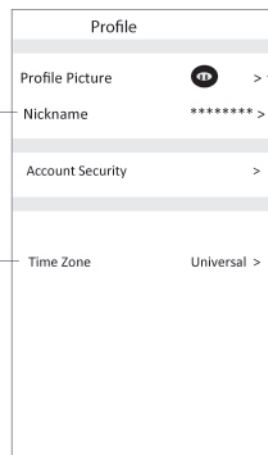 Profile
Profile Picture >
Nickname ******** >
Account Security >
Time Zone Universal >